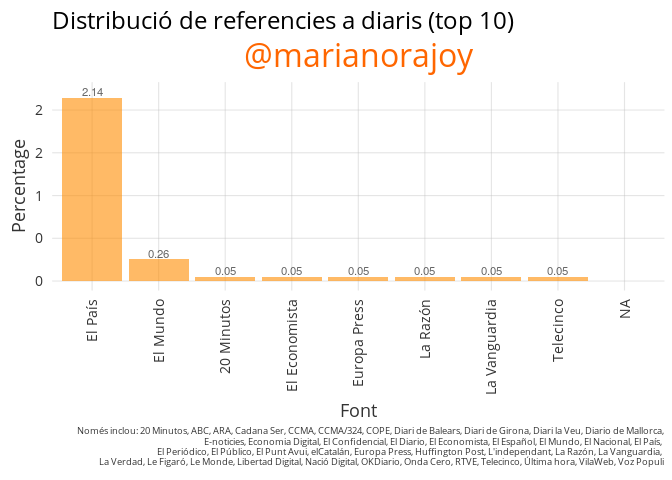 Distribució de referencies a diaris (top 10)
@marianorajoy
Percentage
2
2
1
0
0
2.14
0.26
0.05
0.05
0.05
0.05
0.05
0.05
El País
El Mundo
20 Minutos
El Economista
Europa Press
La Razón
La Vanguardia
Telecinco
NA
Font
Només inclou: 20 Minutos, ABC, ARA, Cadana Ser, CCMA, CCMA/324, COPE, Diari de Balears, Diari de Girona, Diari la Veu, Diario de Mallorca,
E-noticies, Economia Digital, El Confidencial, El Diario, El Economista, El Español, El Mundo, El Nacional, El País,
El Periódico, El Público, El Punt Avui, elCatalán, Europa Press, Huffington Post, L'independant, La Razón, La Vanguardia,
La Verdad, Le Figaró, Le Monde, Libertad Digital, Nació Digital, OKDiario, Onda Cero, RTVE, Telecinco, Última hora, VilaWeb, Voz Populi